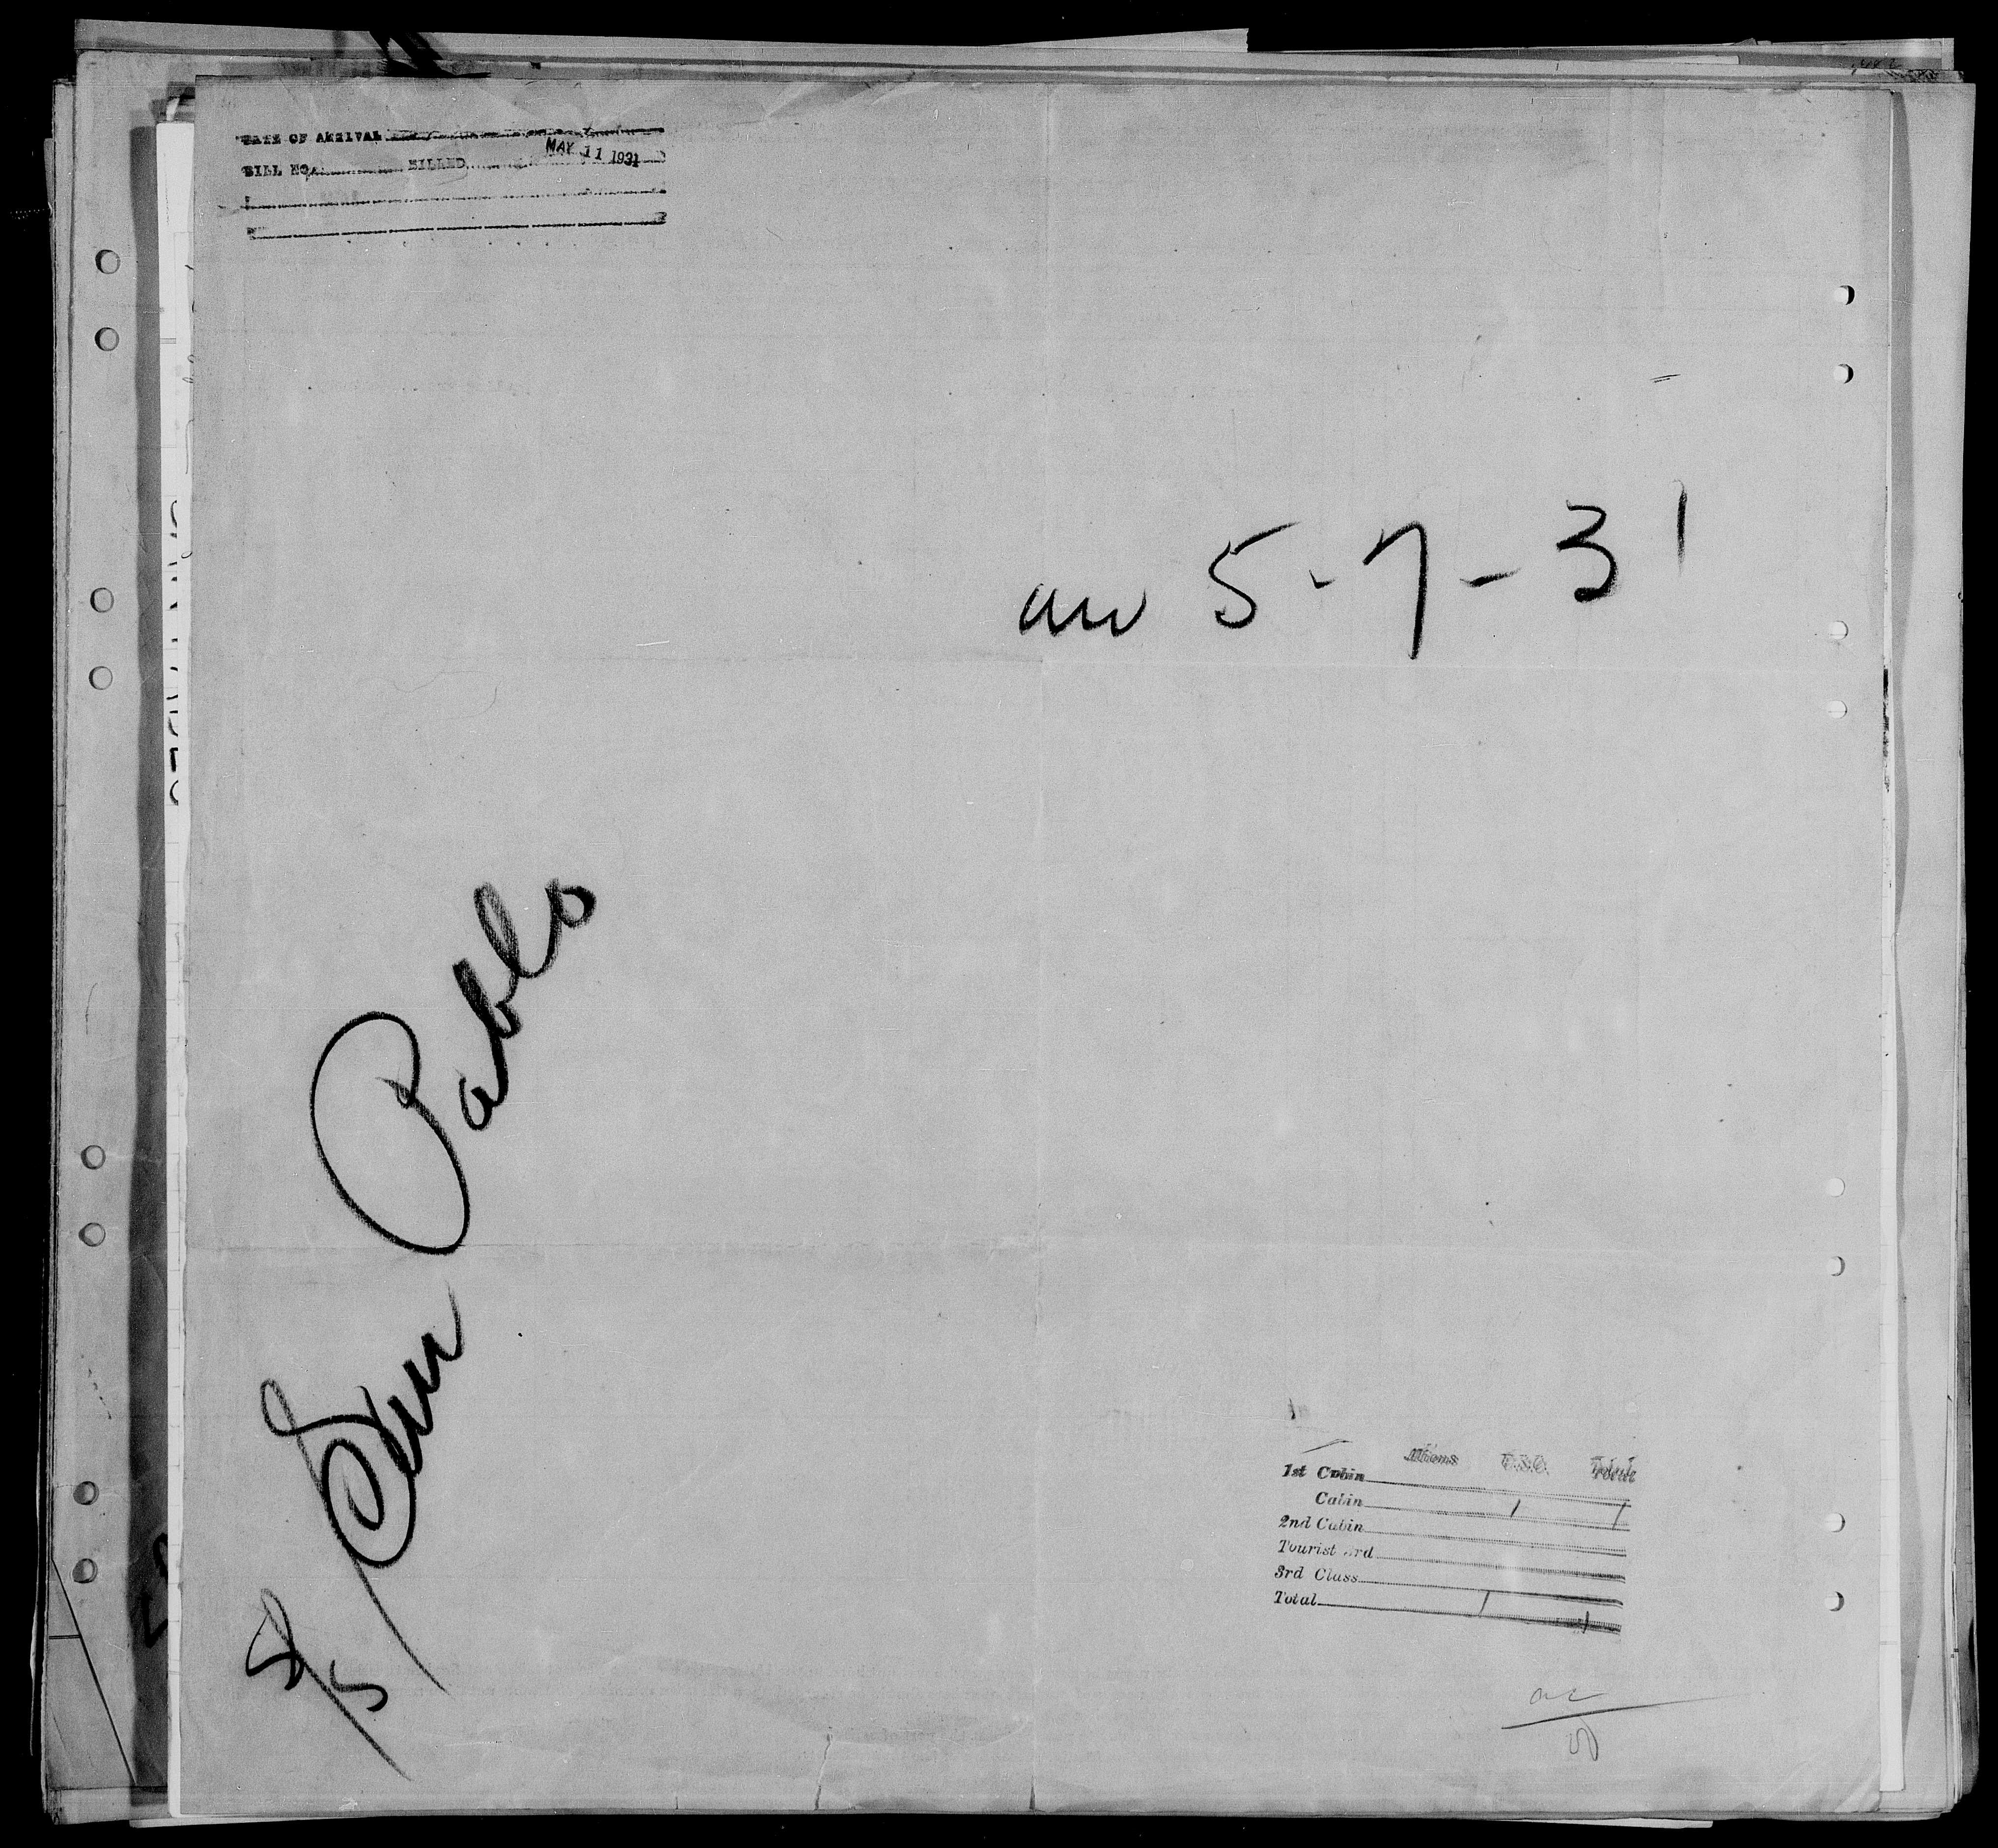 DATE OF ARRIVAL
BILL NO. BILLED MAY 11 1931
arr 5-7-31
S/S San Pablo
Aliens U.S.C. Total
1st Cabin
Cabin 1 1
2nd Cabin
Tourist 3rd
3rd Class
Total 1 1